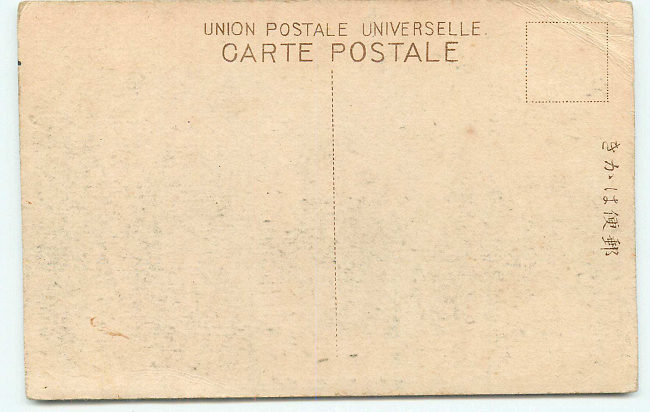 UNION POSTALE UNIVERSELLE.
CARTE POSTALE
郵便はかき